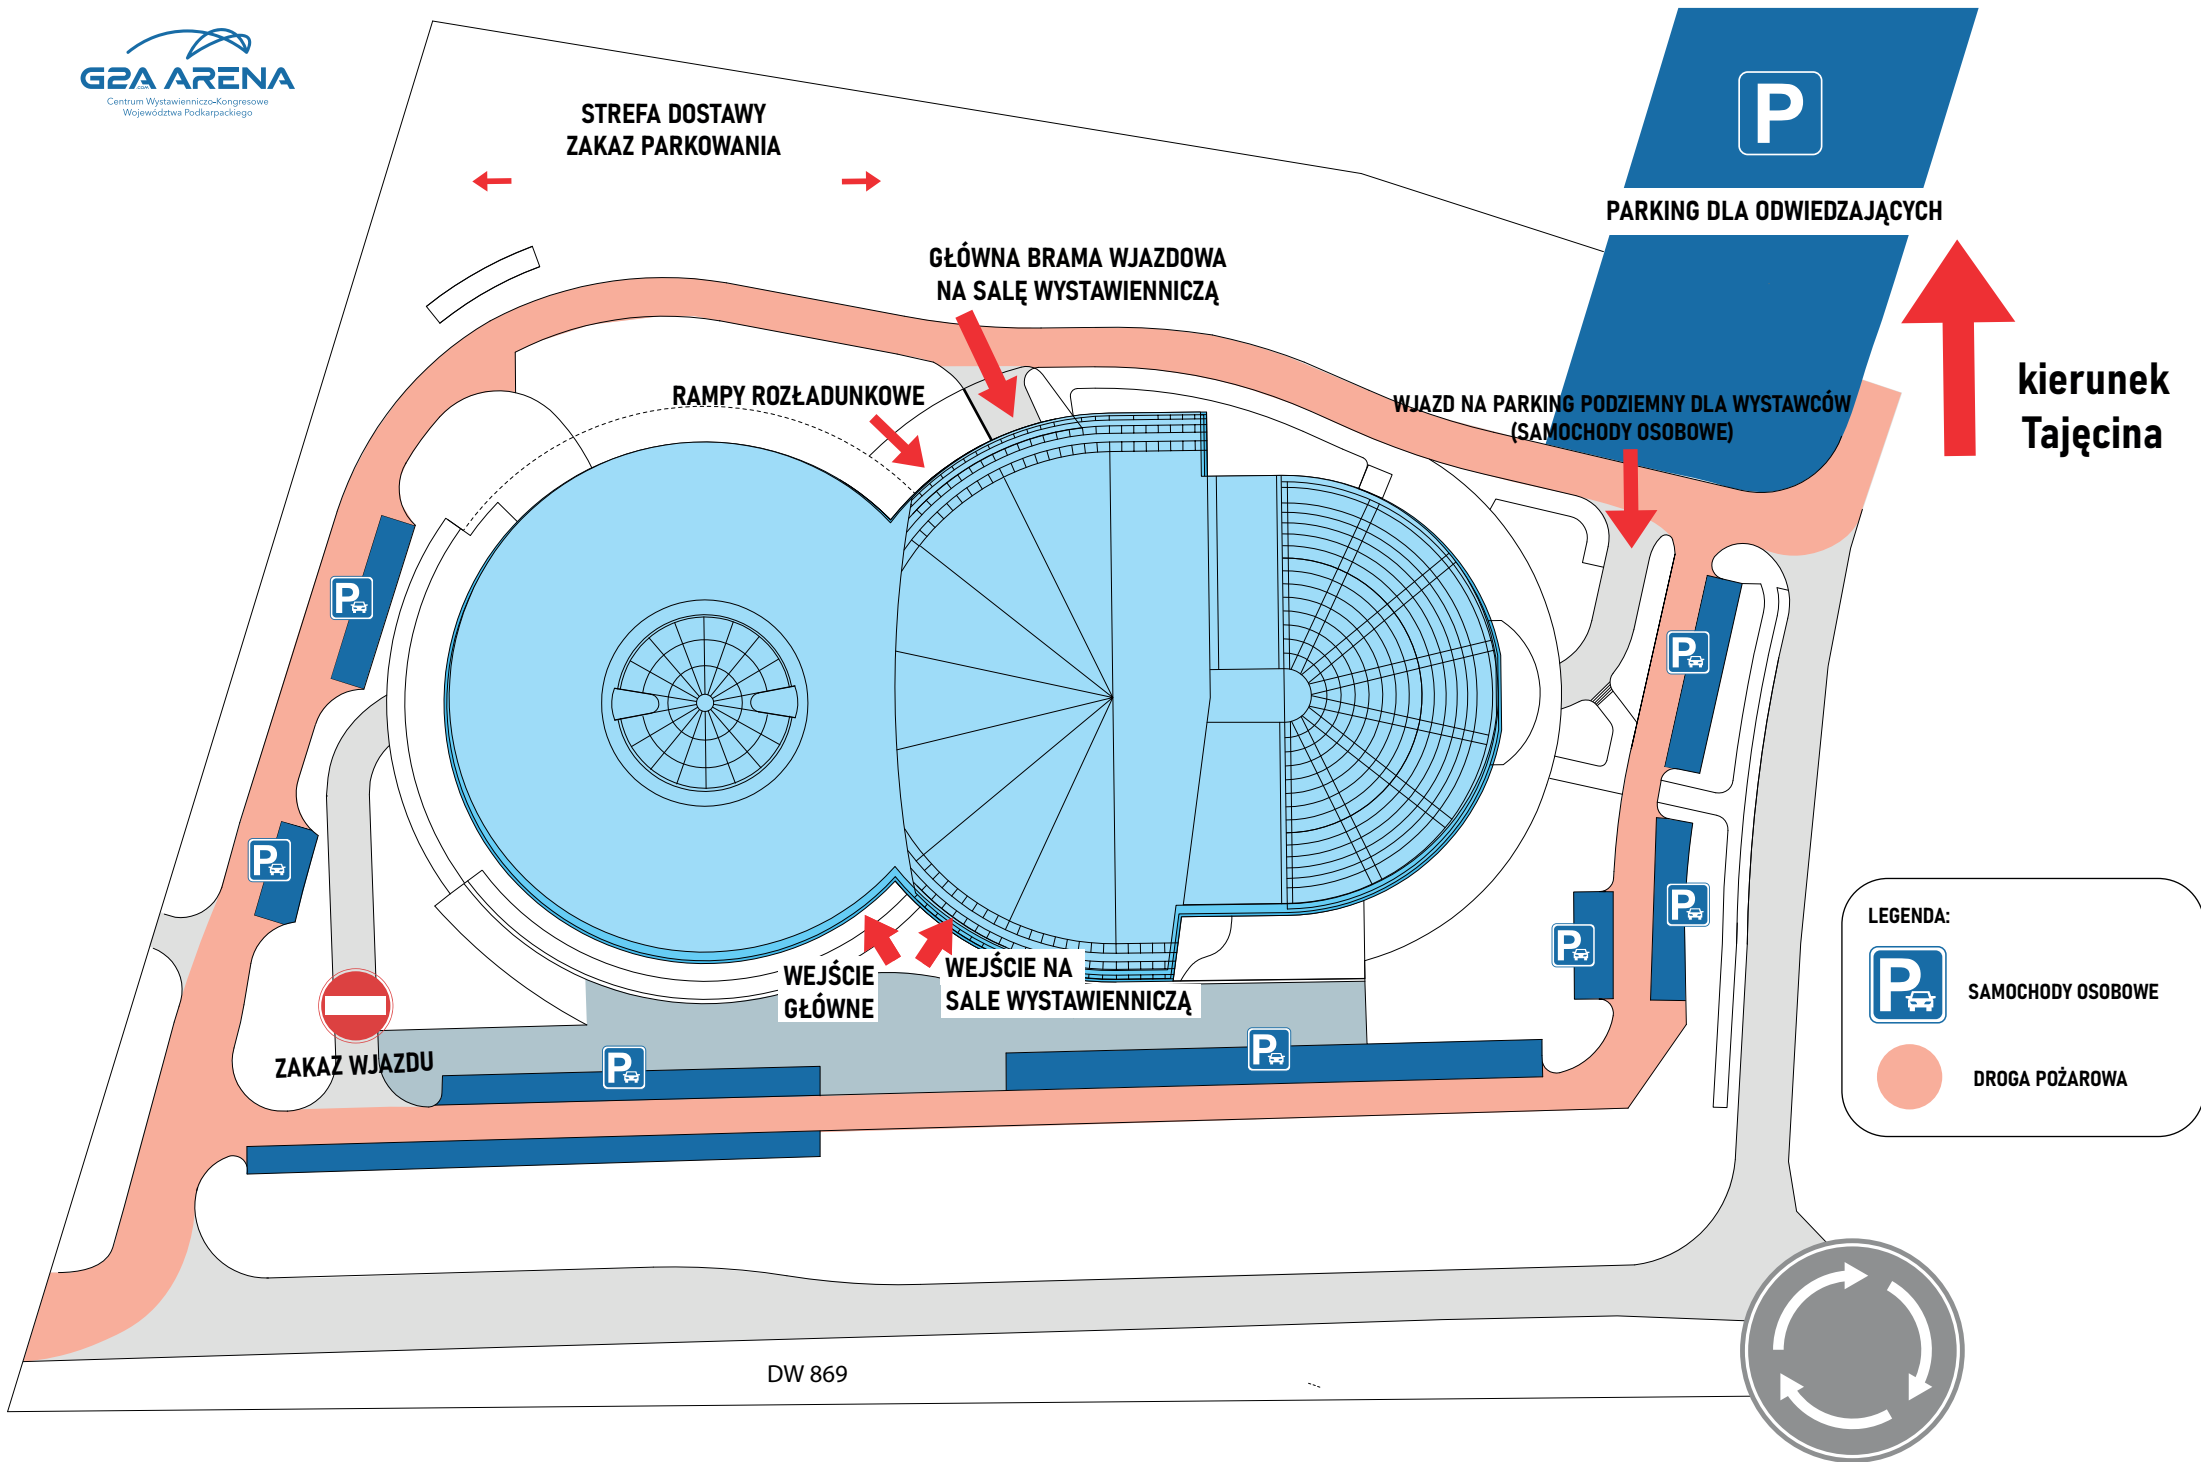 G2A ARENA
.com
Centrum Wystawienniczo-Kongresowe
Województwa Podkarpackiego
STREFA DOSTAWY
ZAKAZ PARKOWANIA
P
PARKING DLA ODWIEDZAJĄCYCH
GŁÓWNA BRAMA WJAZDOWA
NA SALĘ WYSTAWIENNICZĄ
kierunek
Tajęcina
RAMPY ROZŁADUNKOWE
WJAZD NA PARKING PODZIEMNY DLA WYSTAWCÓW
(SAMOCHODY OSOBOWE)
P
P
P
P
P
WEJŚCIE
GŁÓWNE
WEJŚCIE NA
SALE WYSTAWIENNICZĄ
ZAKAZ WJAZDU
P
P
LEGENDA:
P
SAMOCHODY OSOBOWE
DROGA POŻAROWA
DW 869